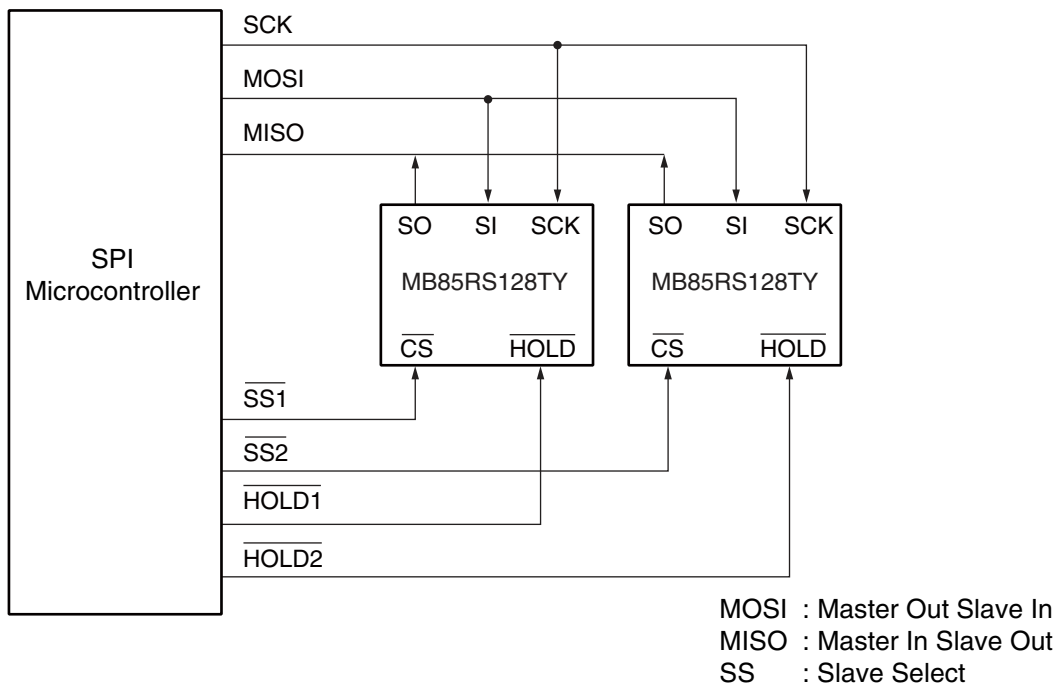 SCK
MOSI
MISO
SPI
Microcontroller
SO SI SCK
MB85RS128TY
CS HOLD
SO SI SCK
MB85RS128TY
CS HOLD
SS1
SS2
HOLD1
HOLD2
MOSI : Master Out Slave In
MISO : Master In Slave Out
SS : Slave Select